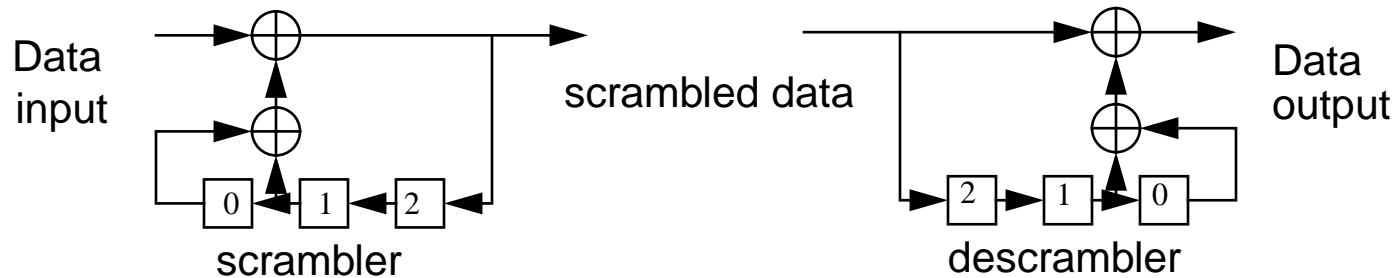 Data
input
0
1
2
scrambler
scrambled data
2
1
0
descrambler
Data
output